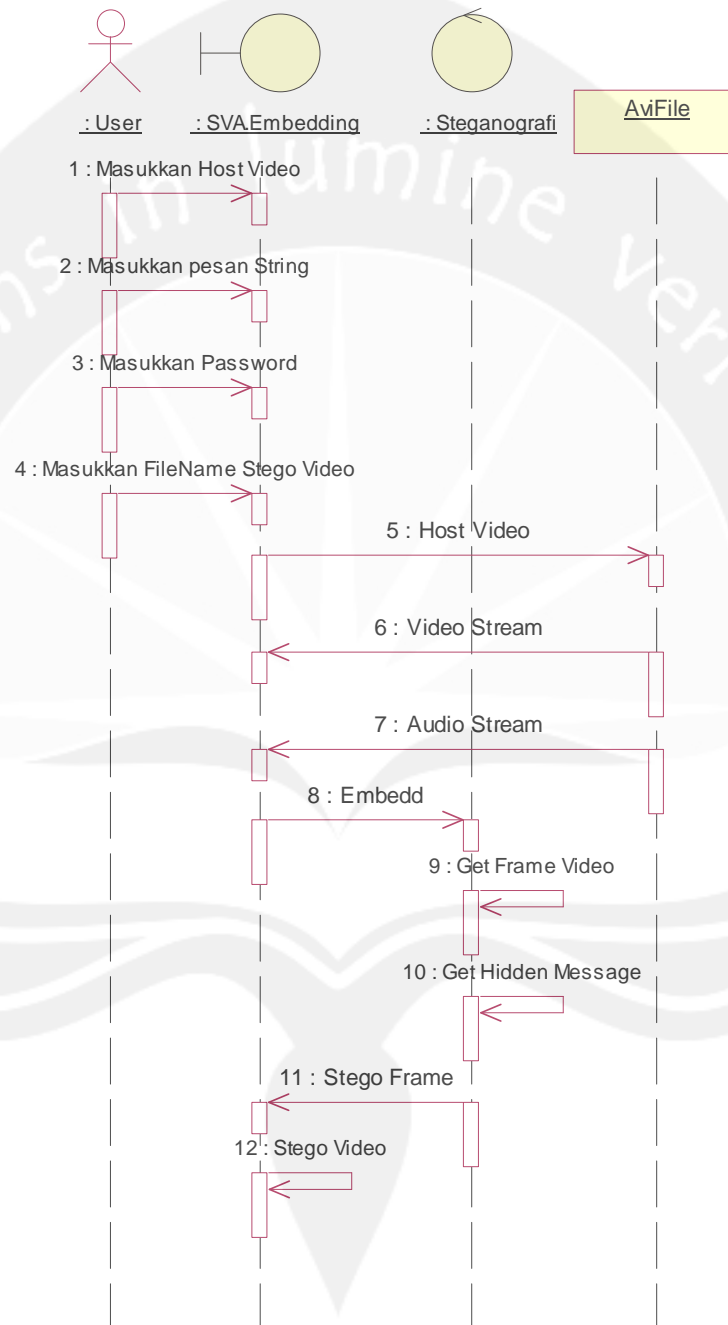 : User
: SVA.Embedding
: Steganografi
AviFile
1 : Masukkan Host Video
2 : Masukkan pesan String
3 : Masukkan Password
4 : Masukkan FileName Stego Video
5 : Host Video
6 : Video Stream
7 : Audio Stream
8 : Embedd
9 : Get Frame Video
10 : Get Hidden Message
11 : Stego Frame
12 : Stego Video
in lumine